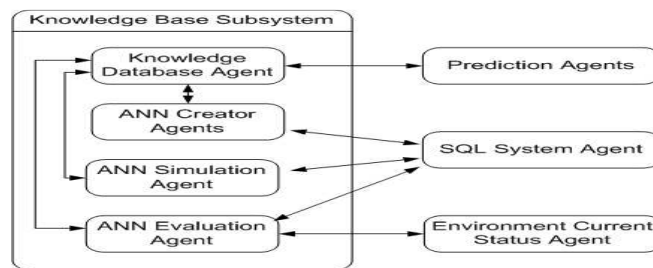 Knowledge Base Subsystem
Knowledge
Database Agent
Prediction Agents
ANN Creator
Agents
SQL System Agent
ANN Simulation
Agent
ANN Evaluation
Agent
Environment Current
Status Agent